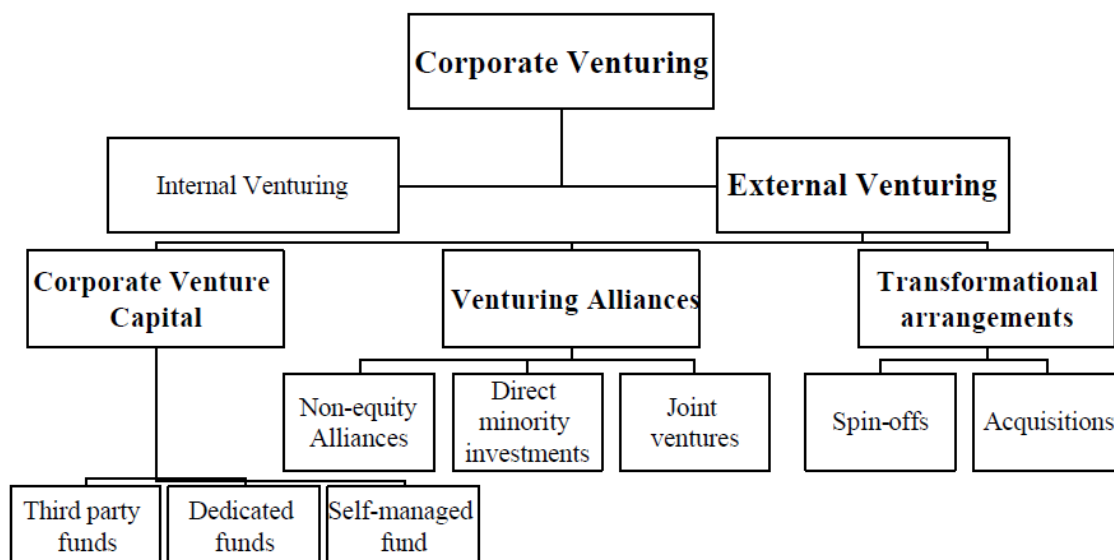 Corporate Venturing
Internal Venturing
External Venturing
Corporate Venture
Capital
Venturing Alliances
Transformational
arrangements
Non-equity
Alliances
Direct
minority
investments
Joint
ventures
Spin-offs
Acquisitions
Third party
funds
Dedicated
funds
Self-managed
fund